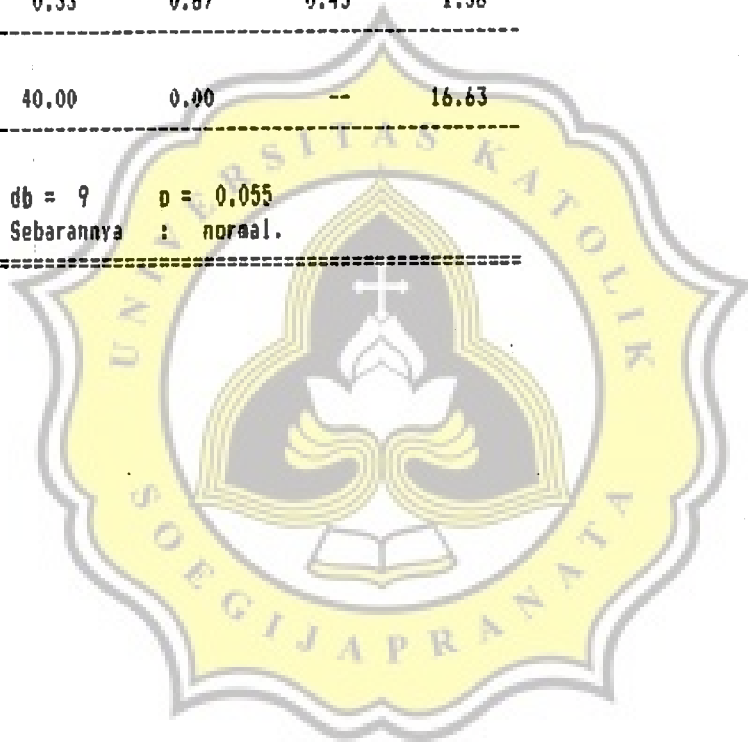 0.33 0.67 0.45 1.36
--------------------------------------------------
40.00 0.00 -- 16.63
--------------------------------------------------
db = 9 p = 0.055
Sebarannya : normal.
==================================================
UNIVERSITAS KATOLIK
SOEGIJAPRANATA